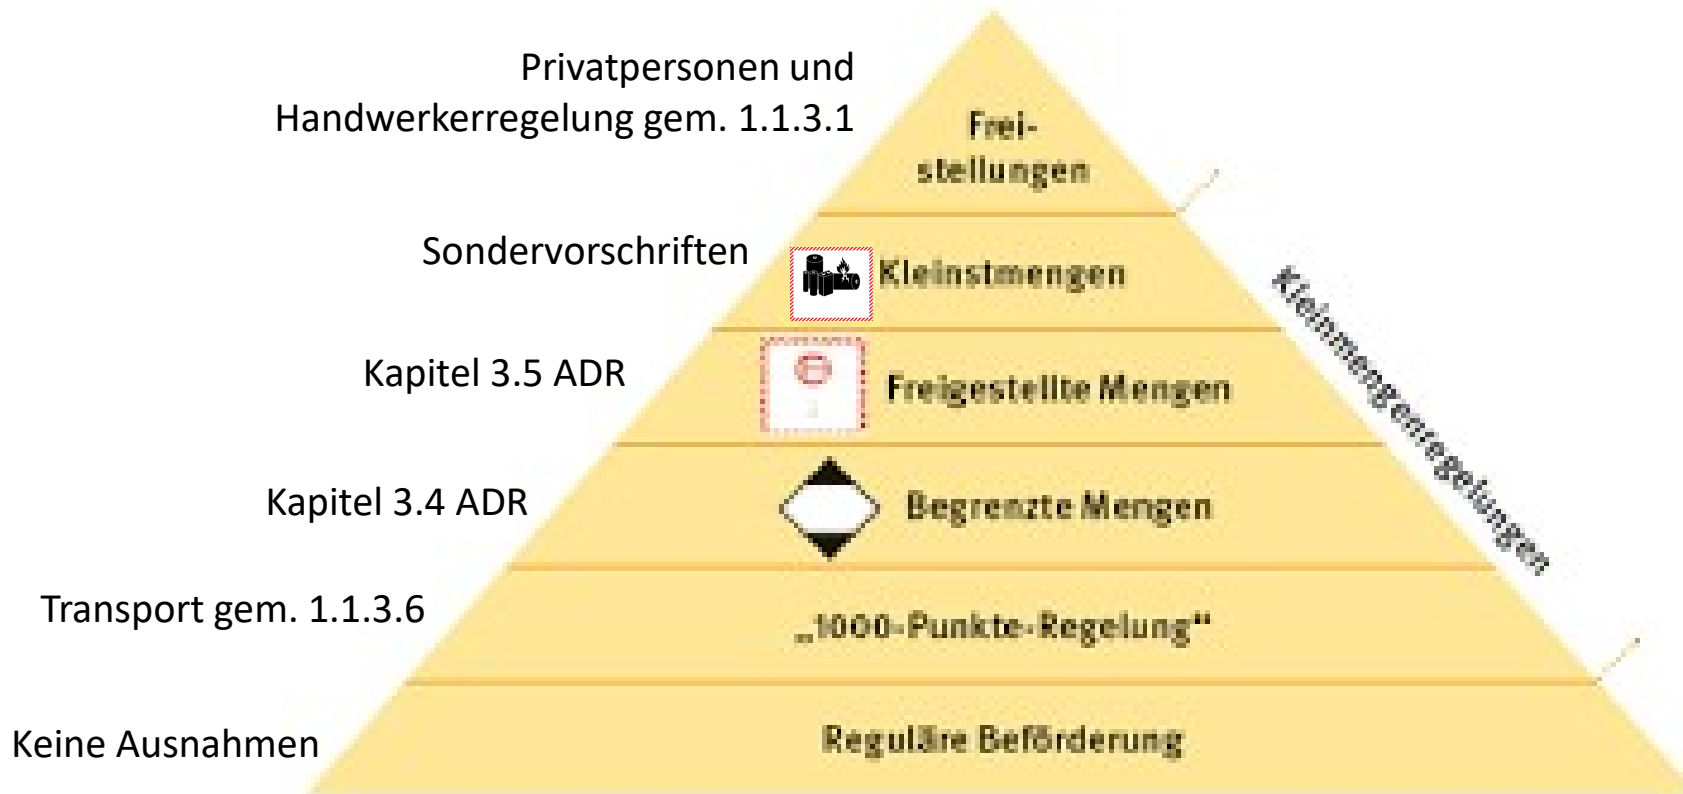 Privatpersonen und
Handwerkerregelung gem. 1.1.3.1
Frei-
stellungen
Sondervorschriften
Kleinstmengen
Kapitel 3.5 ADR
Freigestellte Mengen
Kapitel 3.4 ADR
Begrenzte Mengen
Transport gem. 1.1.3.6
„1000-Punkte-Regelung“
Keine Ausnahmen
Reguläre Beförderung
Kleinmengenregelungen